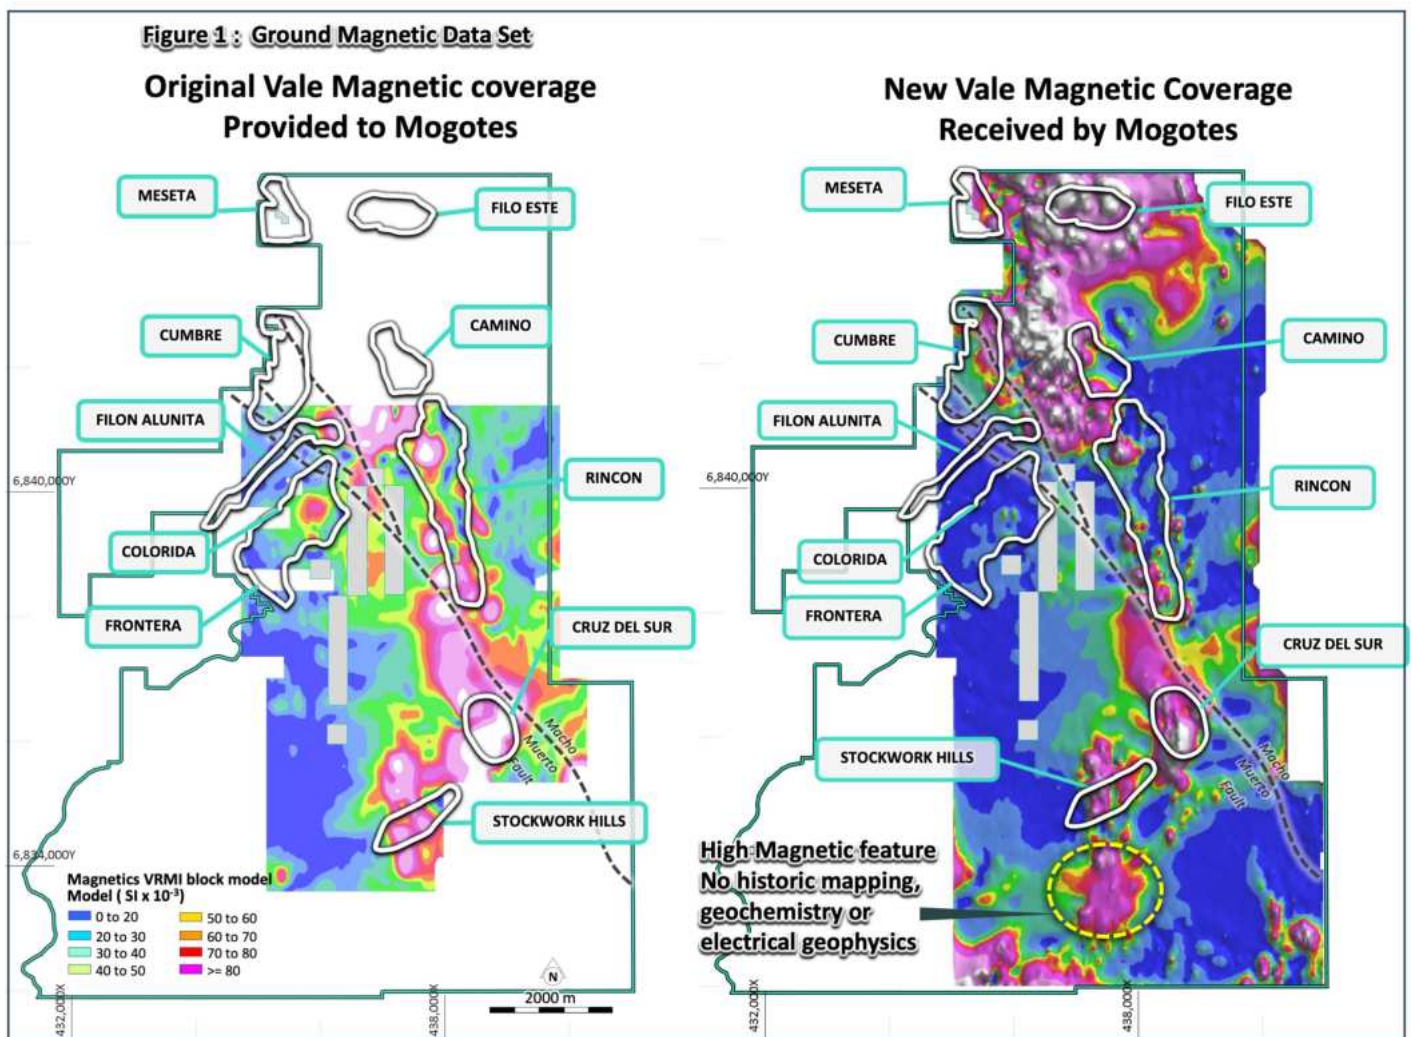 Figure 1 :  Ground Magnetic Data Set
Original Vale Magnetic coverage
Provided to Mogotes
MESETA
FILO ESTE
CUMBRE
CAMINO
FILON ALUNITA
6,840,000Y
RINCON
COLORIDA
FRONTERA
CRUZ DEL SUR
Macho
Muerto
Fault
STOCKWORK HILLS
6,834,000Y
Magnetics VRMI block model
Model ( SI x 10-3)
0 to 20
20 to 30
30 to 40
40 to 50
50 to 60
60 to 70
70 to 80
>= 80
N
2000 m
432,000X
438,000X
New Vale Magnetic Coverage
Received by Mogotes
MESETA
FILO ESTE
CUMBRE
CAMINO
FILON ALUNITA
6,840,000Y
RINCON
COLORIDA
FRONTERA
CRUZ DEL SUR
STOCKWORK HILLS
Macho
Muerto
Fault
High Magnetic feature
No historic mapping,
geochemistry or
electrical geophysics
432,000X
438,000X